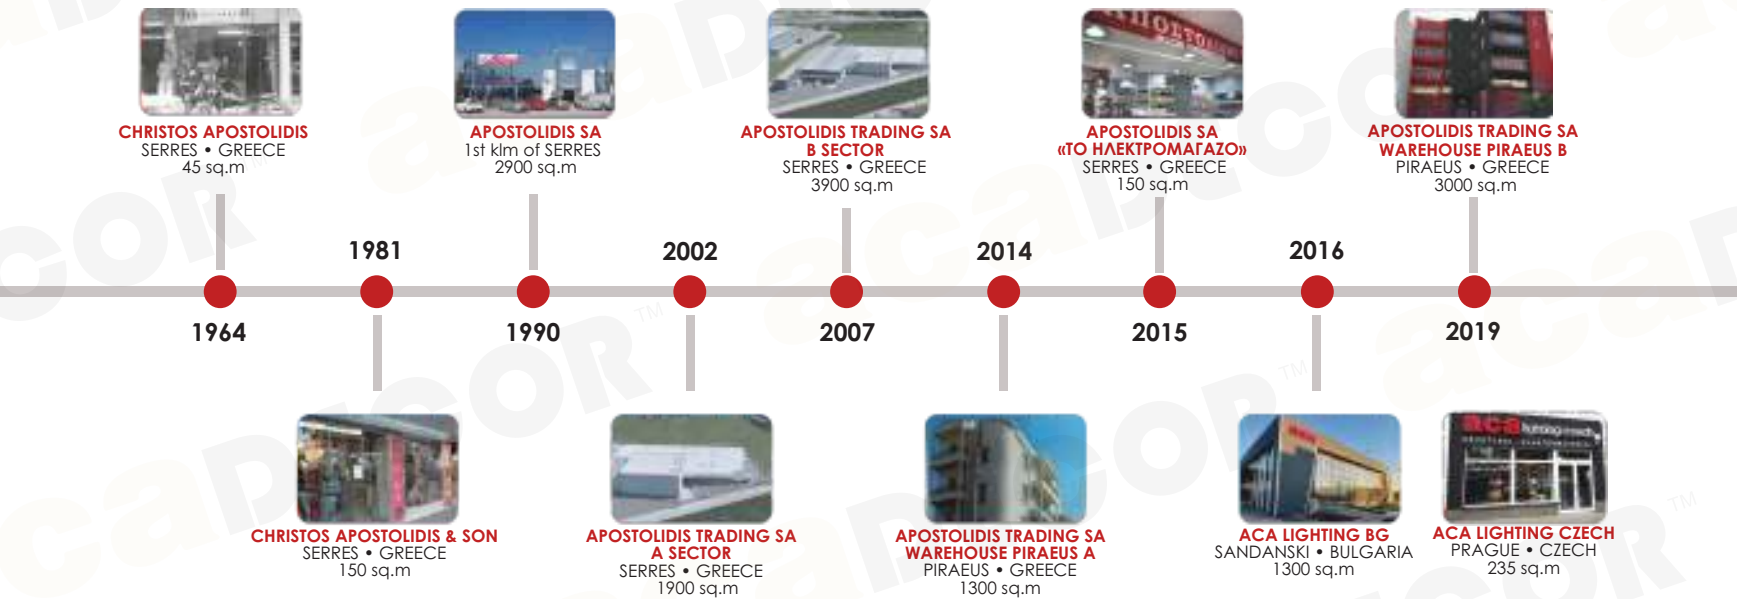 CHRISTOS APOSTOLIDIS
SERRES • GREECE
45 sq.m
APOSTOLIDIS SA
1st klm of SERRES
2900 sq.m
APOSTOLIDIS TRADING SA
B SECTOR
SERRES • GREECE
3900 sq.m
APOSTOLIDIS SA
«ΤΟ ΗΛΕΚΤΡΟΜΑΓΑΖΟ»
SERRES • GREECE
150 sq.m
APOSTOLIDIS TRADING SA
WAREHOUSE PIRAEUS B
PIRAEUS • GREECE
3000 sq.m
1981
2002
2014
2016
1964
1990
2007
2015
2019
CHRISTOS APOSTOLIDIS & SON
SERRES • GREECE
150 sq.m
APOSTOLIDIS TRADING SA
A SECTOR
SERRES • GREECE
1900 sq.m
APOSTOLIDIS TRADING SA
WAREHOUSE PIRAEUS A
PIRAEUS • GREECE
1300 sq.m
ACA LIGHTING BG
SANDANSKI • BULGARIA
1300 sq.m
aca lighting czech
ACA LIGHTING CZECH
PRAGUE • CZECH
235 sq.m
acaDECOR™